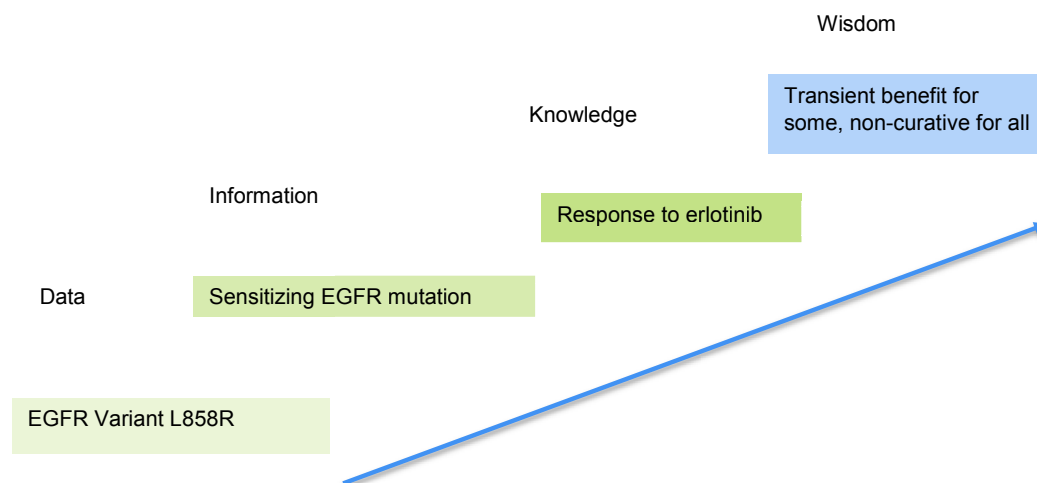 Wisdom
Transient benefit for
some, non-curative for all
Knowledge
Response to erlotinib
Information
Sensitizing EGFR mutation
Data
EGFR Variant L858R